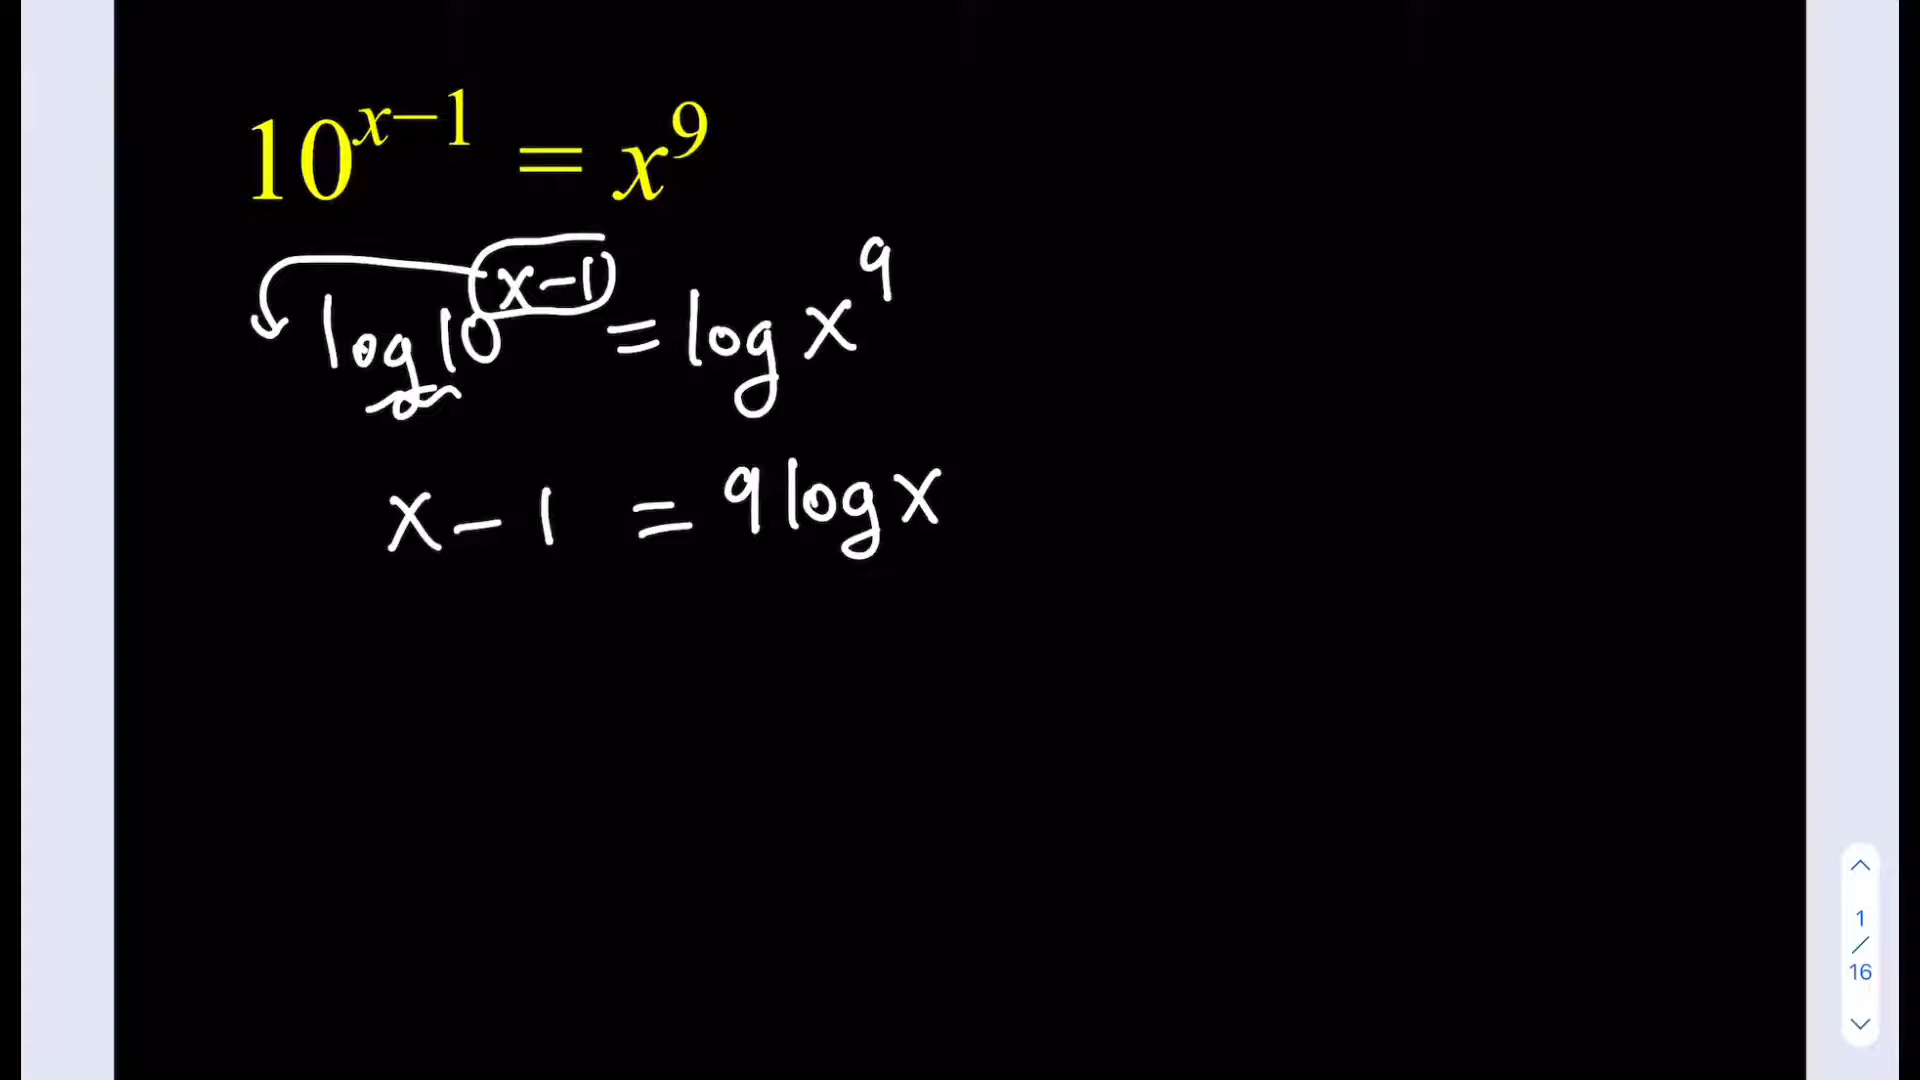 10^{x-1} = x^9
log 10^{x-1} = log x^9
x - 1 = 9 log x
1
/
16